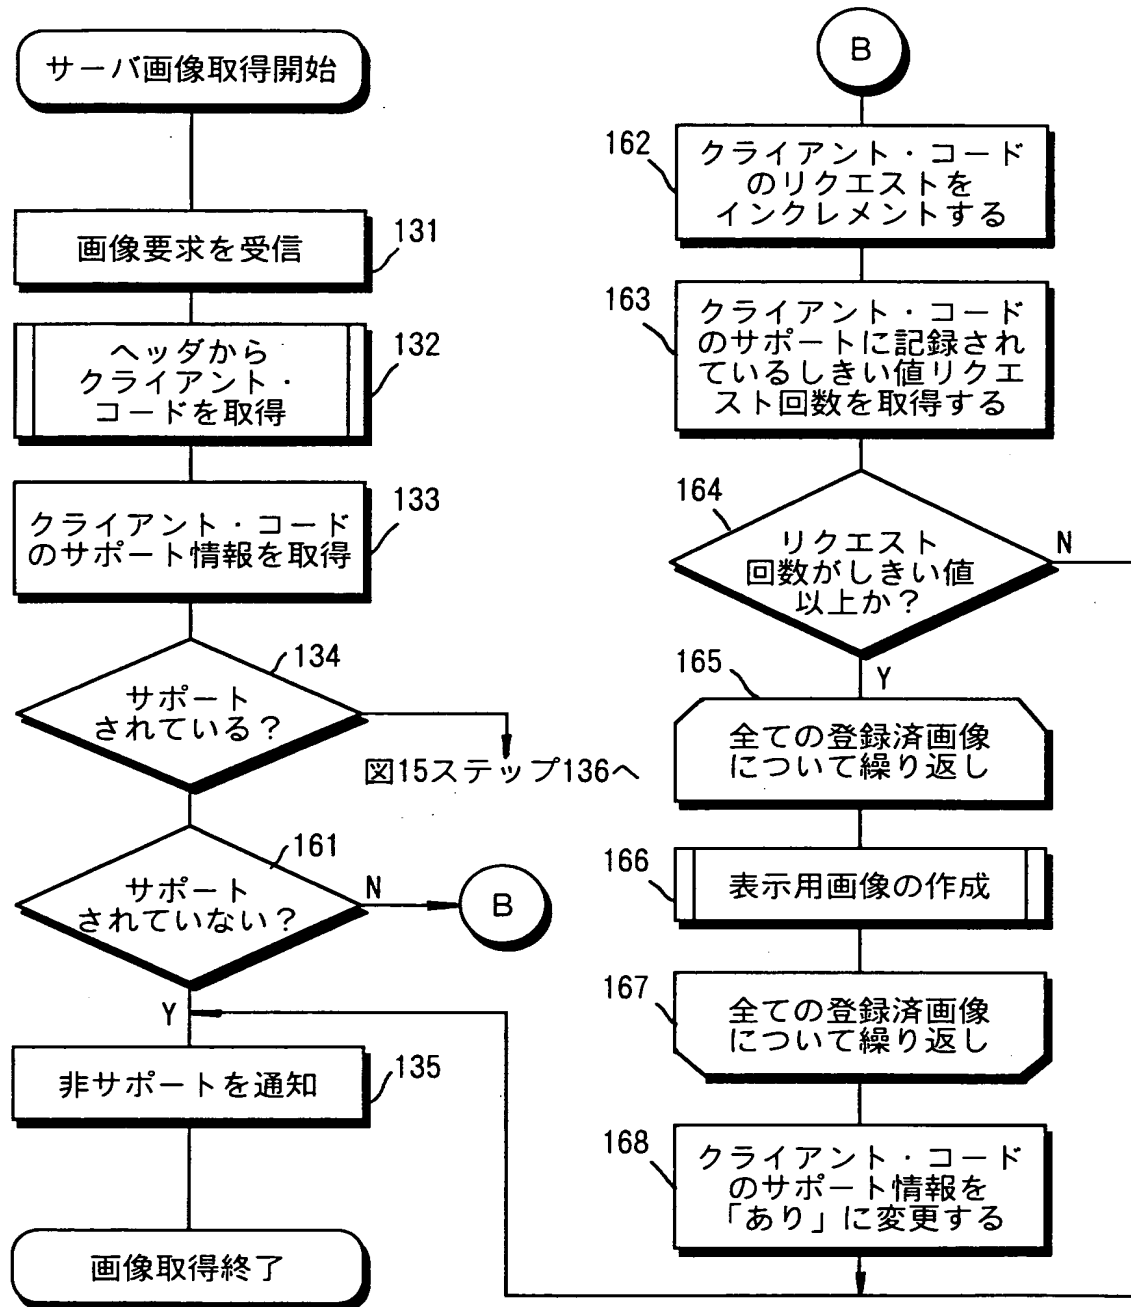 サーバ画像取得開始
画像要求を受信
131
ヘッダから
クライアント・
コードを取得
132
クライアント・コード
のサポート情報を取得
133
サポート
されている?
134
図15ステップ136へ
サポート
されていない?
161
N
B
Y
非サポートを通知
135
画像取得終了
B
162
クライアント・コード
のリクエストを
インクレメントする
163
クライアント・コード
のサポートに記録され
ているしきい値リクエ
スト回数を取得する
164
リクエスト
回数がしきい値
以上か?
N
Y
165
全ての登録済画像
について繰り返し
166
表示用画像の作成
167
全ての登録済画像
について繰り返し
168
クライアント・コード
のサポート情報を
「あり」に変更する